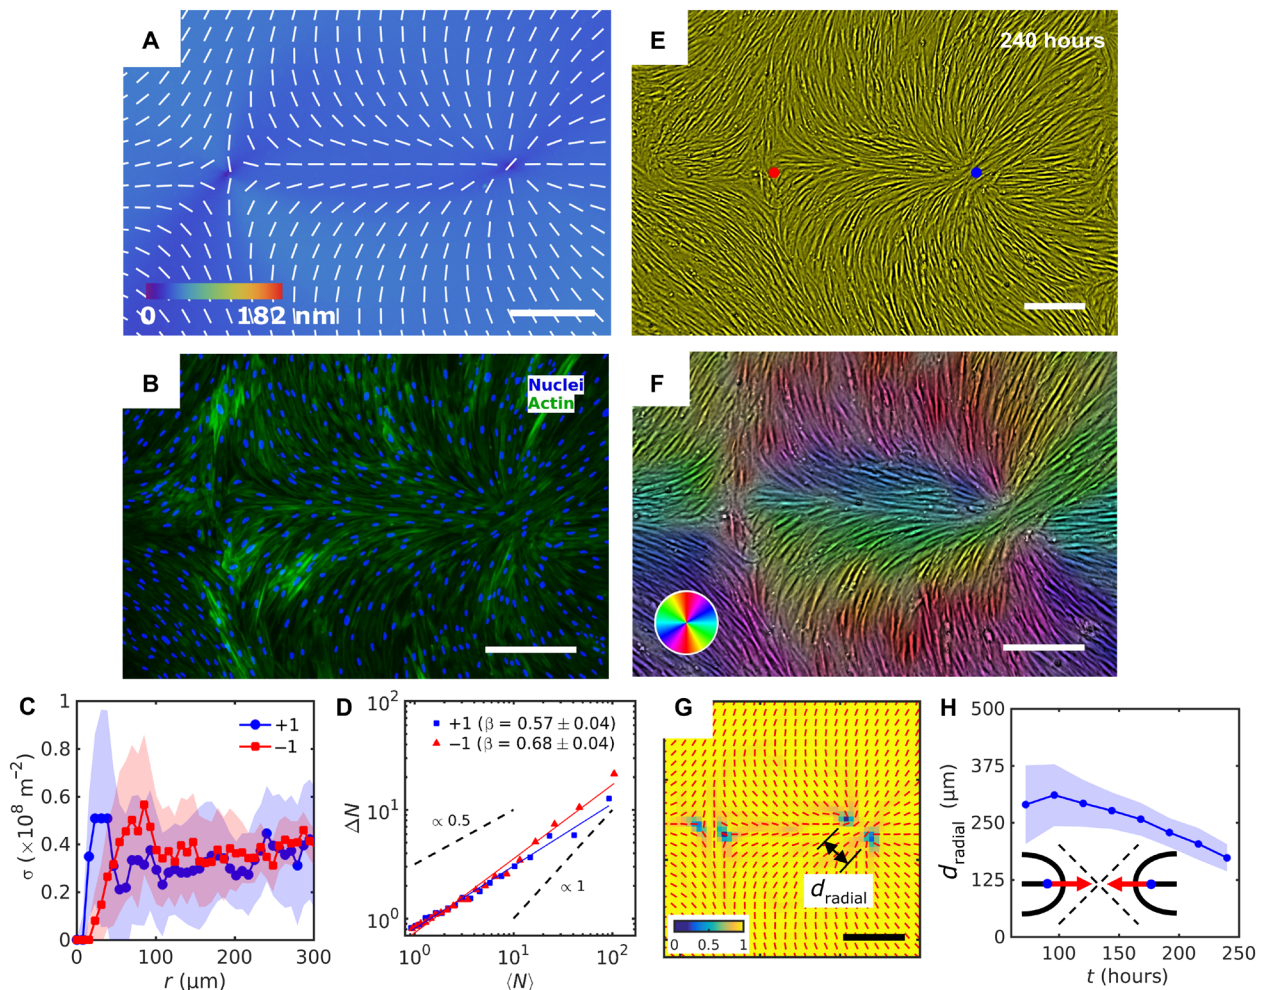 A
0
182 nm
E
240 hours
B
Nuclei
Actin
F
C
1
0.8
0.6
0.4
0.2
0
σ (×10⁸ m⁻²)
+1
−1
0
100
200
300
r (μm)
D
10²
10¹
10⁰
ΔN
+1 (β = 0.57 ± 0.04)
−1 (β = 0.68 ± 0.04)
∝ 0.5
∝ 1
10⁰
10¹
10²
⟨N⟩
G
d_radial
0 0.5 1
H
500
375
250
125
0
d_radial (μm)
100 150 200 250
t (hours)